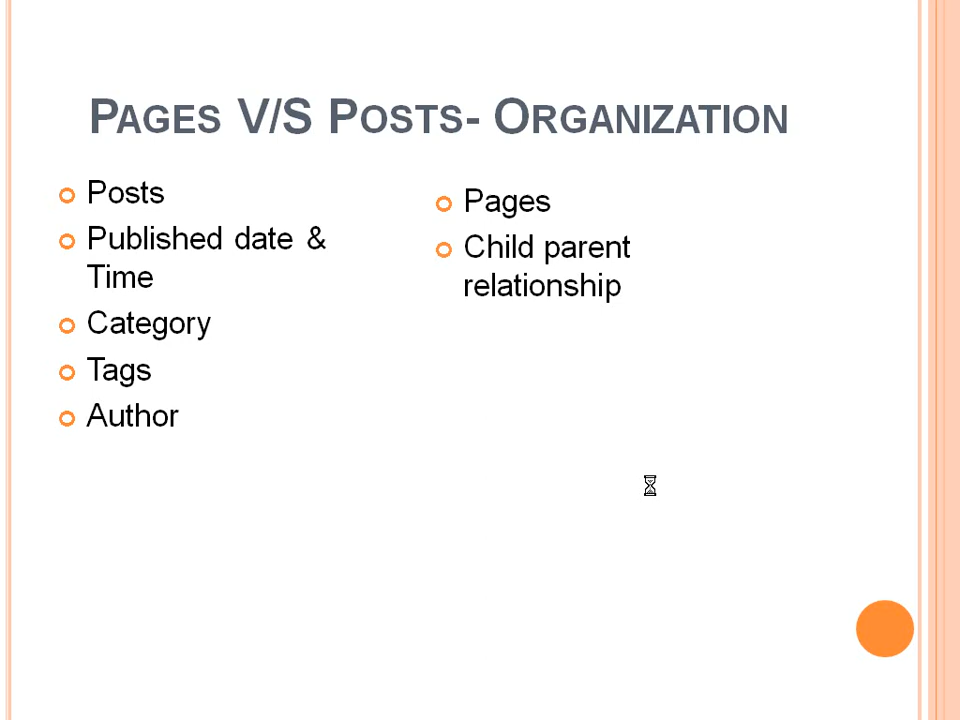 PAGES V/S POSTS- ORGANIZATION
Posts
Published date &
Time
Category
Tags
Author
Pages
Child parent
relationship